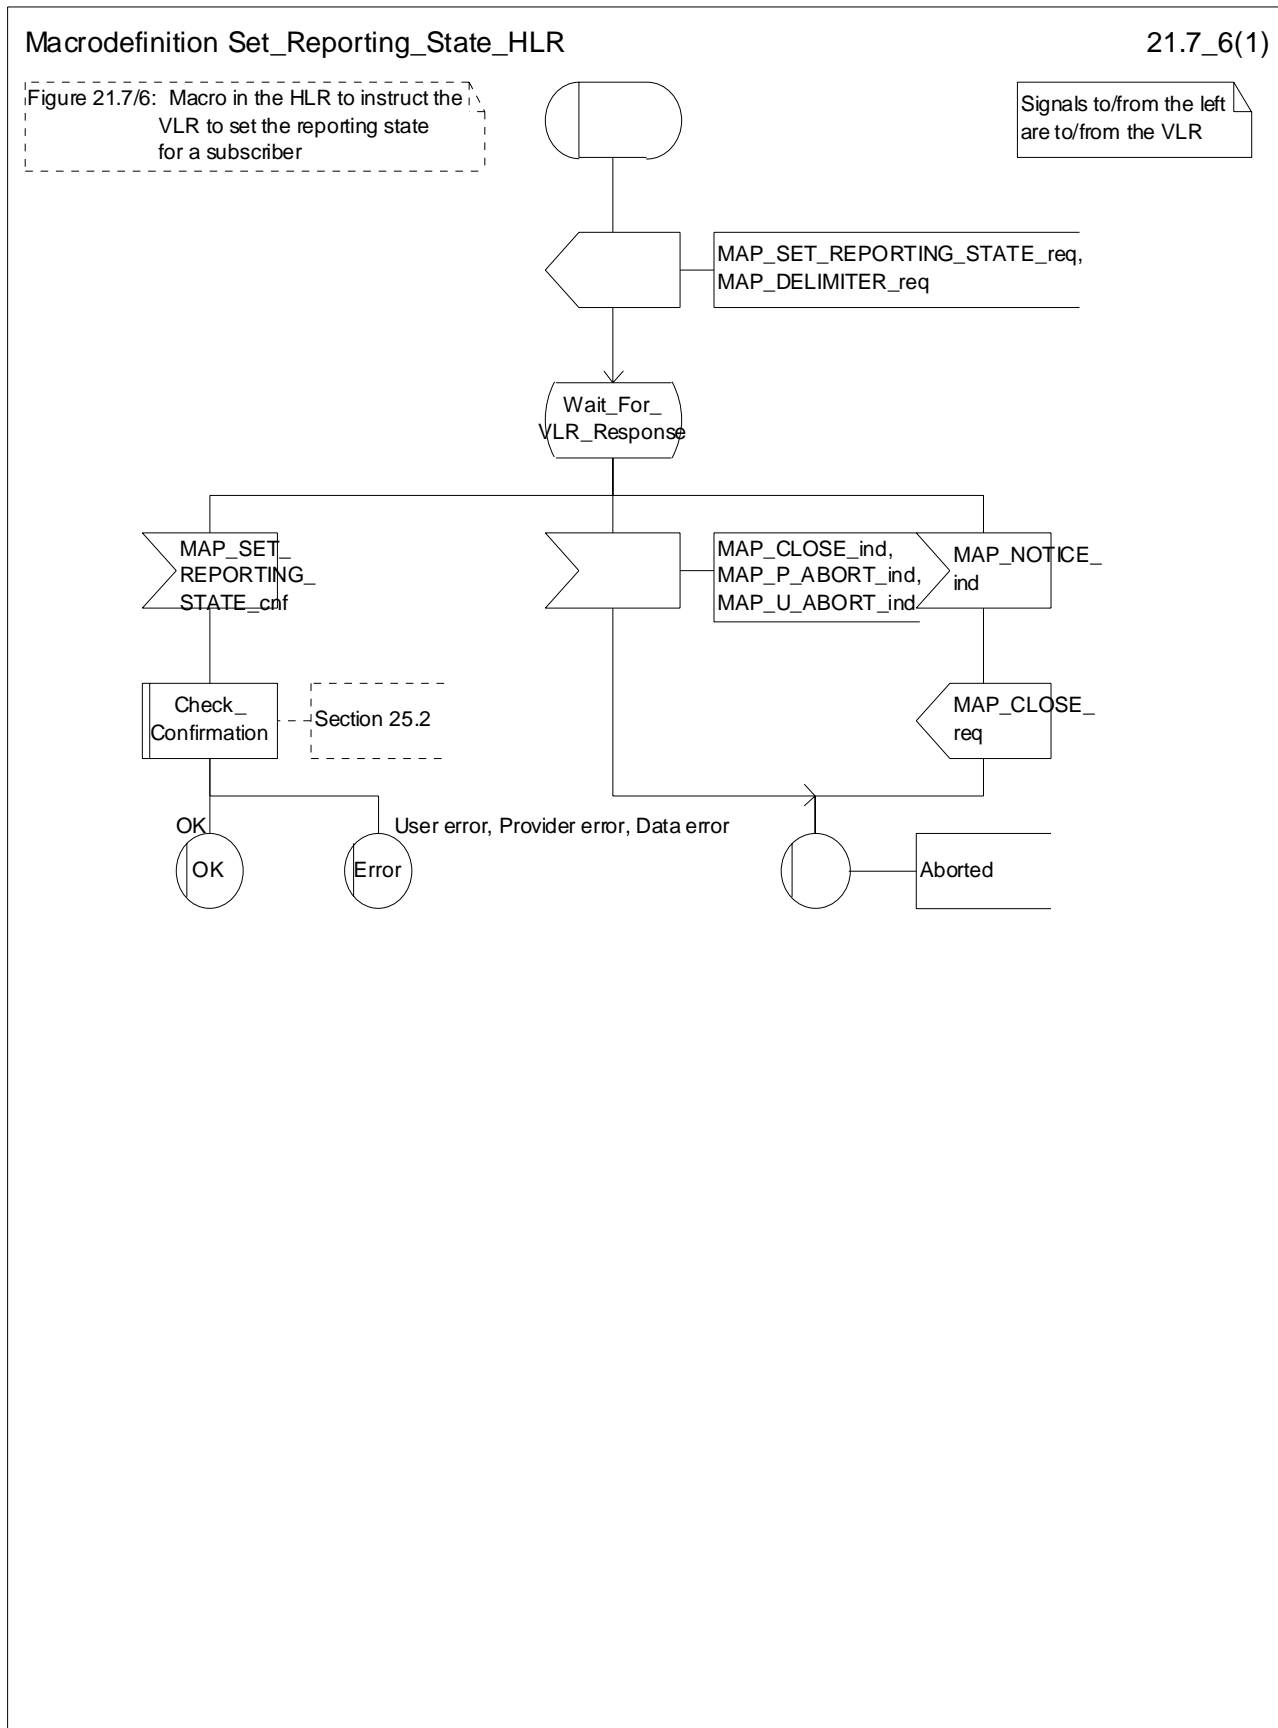 Macrodefinition Set_Reporting_State_HLR
21.7_6(1)
Figure 21.7/6: Macro in the HLR to instruct the
VLR to set the reporting state
for a subscriber
Signals to/from the left
are to/from the VLR
MAP_SET_REPORTING_STATE_req,
MAP_DELIMITER_req
Wait_For_
VLR_Response
MAP_SET_
REPORTING_
STATE_cnf
MAP_CLOSE_ind,
MAP_P_ABORT_ind,
MAP_U_ABORT_ind
MAP_NOTICE_
ind
Check_
Confirmation
Section 25.2
MAP_CLOSE_
req
OK
User error, Provider error, Data error
OK
Error
Aborted